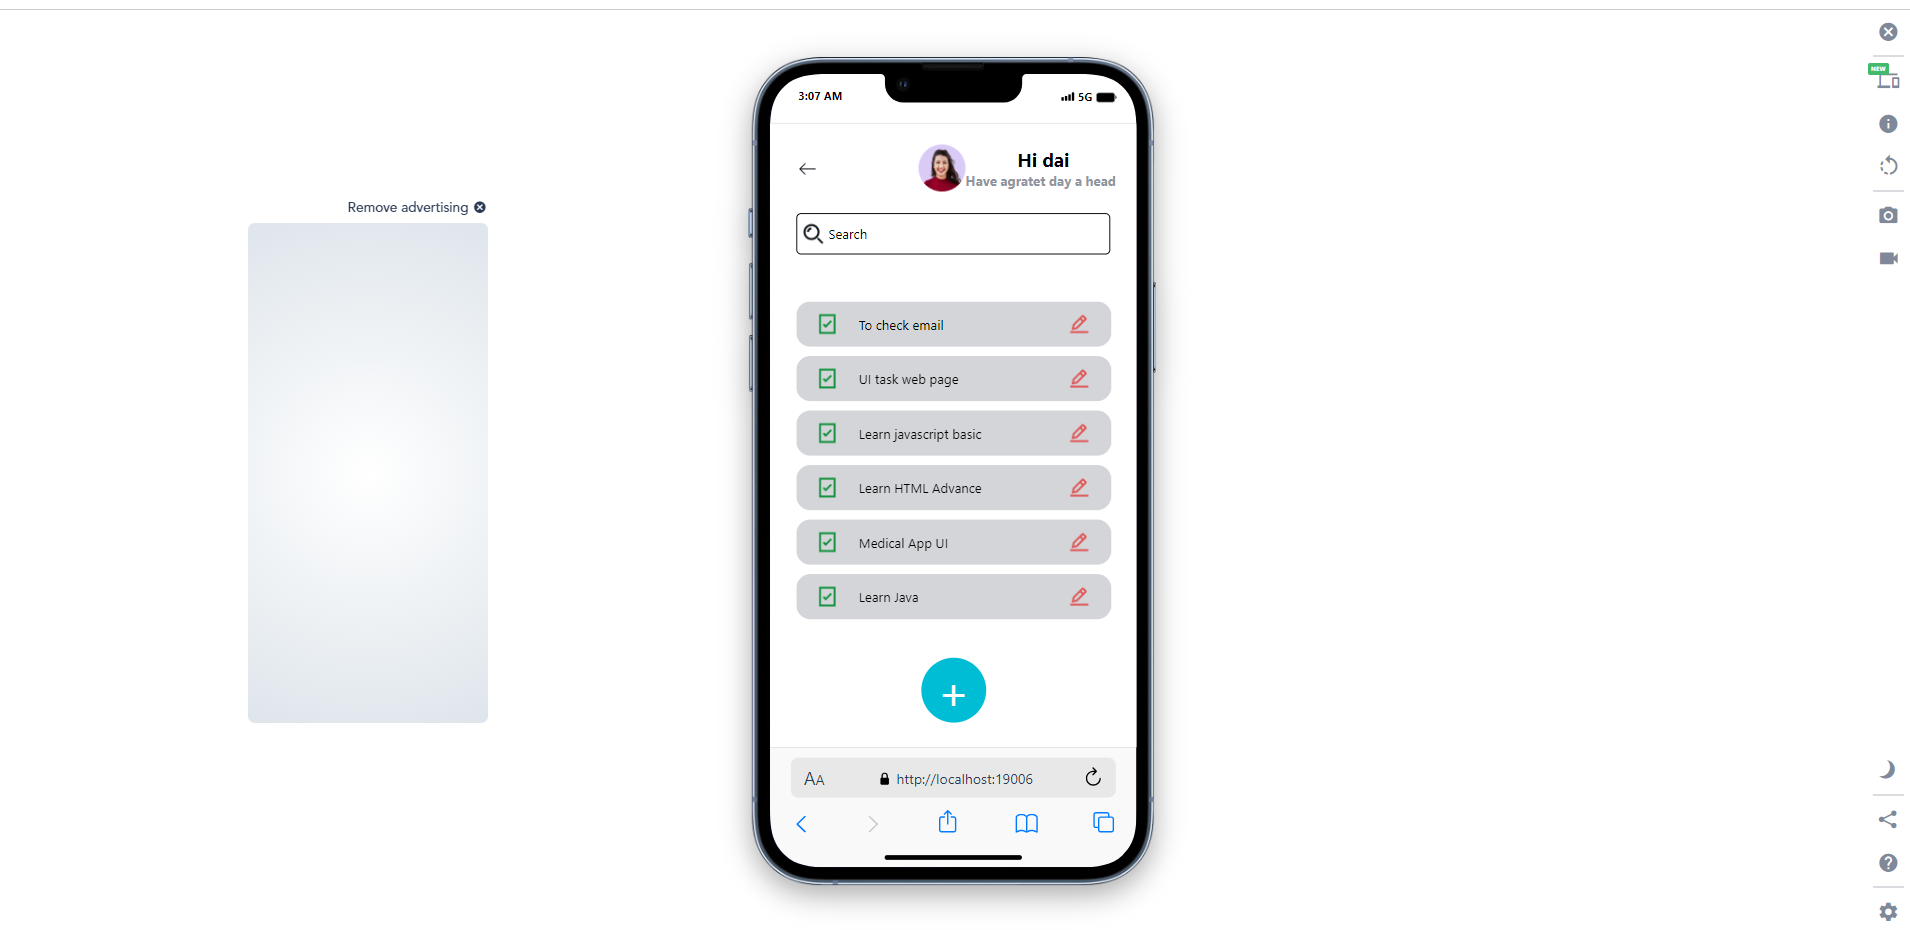 NEW
Remove advertising
3:07 AM
5G
Hi dai
Have agratet day a head
Search
To check email
UI task web page
Learn javascript basic
Learn HTML Advance
Medical App UI
Learn Java
+
AA
http://localhost:19006